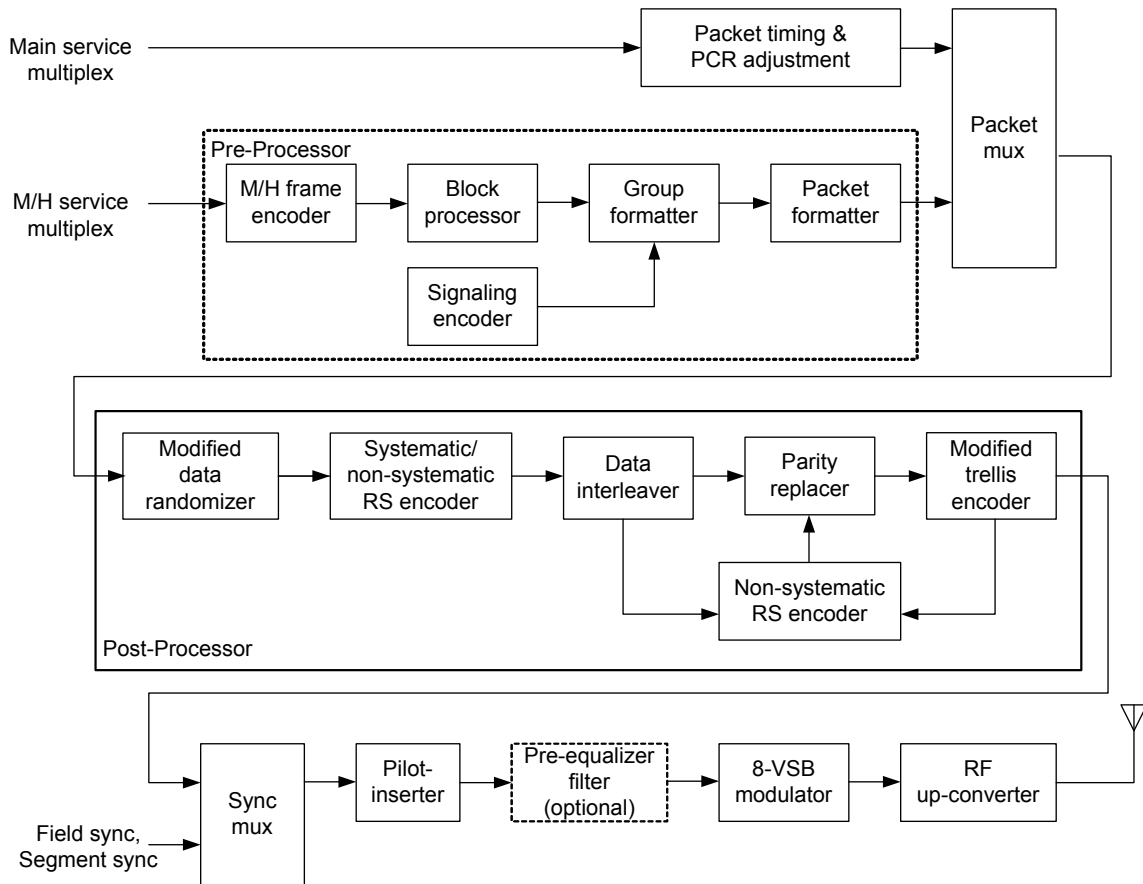 Main service
multiplex
Packet timing &
PCR adjustment
Packet
mux
Pre-Processor
M/H service
multiplex
M/H frame
encoder
Block
processor
Group
formatter
Packet
formatter
Signaling
encoder
Modified
data
randomizer
Systematic/
non-systematic
RS encoder
Data
interleaver
Parity
replacer
Modified
trellis
encoder
Non-systematic
RS encoder
Post-Processor
Field sync,
Segment sync
Sync
mux
Pilot-
inserter
Pre-equalizer
filter
(optional)
8-VSB
modulator
RF
up-converter